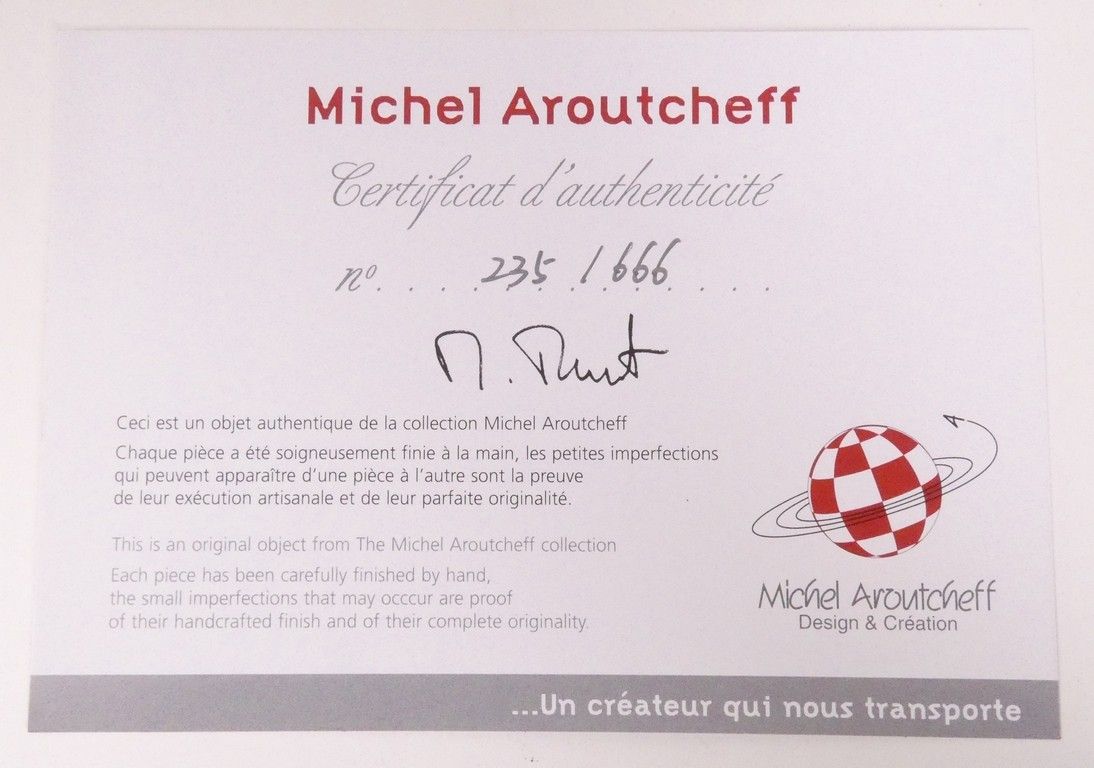 Michel Aroutcheff
Certificat d'authenticité
nº. . . . 235 / 666 . . . .
Ceci est un objet authentique de la collection Michel Aroutcheff
Chaque pièce a été soigneusement finie à la main, les petites imperfections
qui peuvent apparaître d'une pièce à l'autre sont la preuve
de leur exécution artisanale et de leur parfaite originalité.
This is an original object from The Michel Aroutcheff collection
Each piece has been carefully finished by hand,
the small imperfections that may occcur are proof
of their handcrafted finish and of their complete originality.
Michel Aroutcheff
Design & Création
...Un créateur qui nous transporte